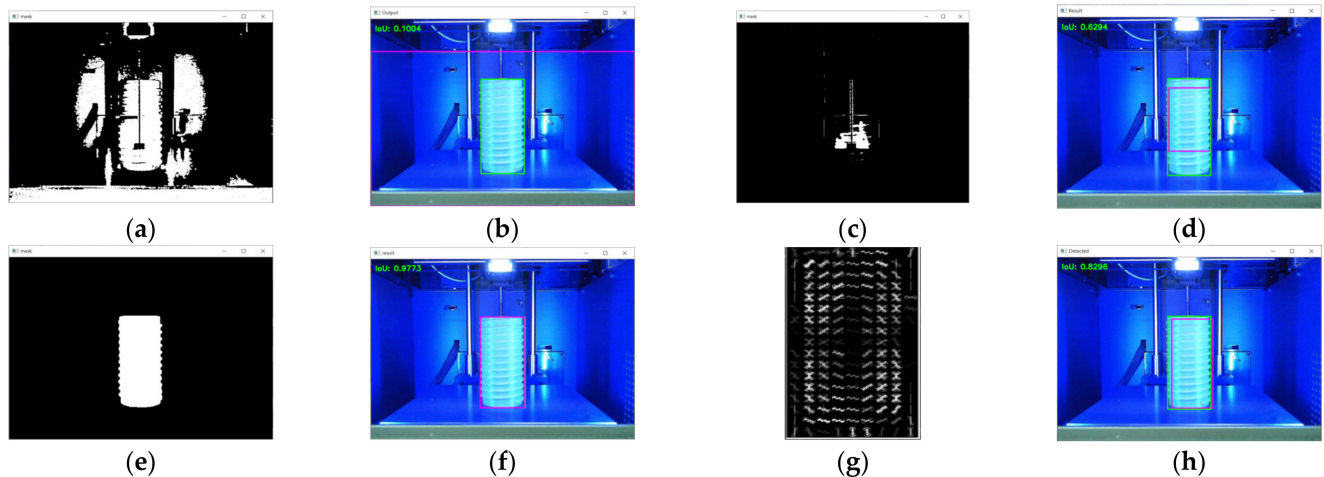 mask
Output
IoU: 0.1004
mask
Result
IoU: 0.6294
(a)
(b)
(c)
(d)
mask
result
IoU: 0.9773
Detected
IoU: 0.8296
(e)
(f)
(g)
(h)